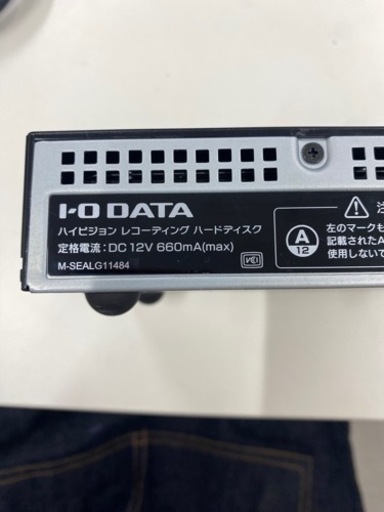 I-O DATA
ハイビジョン レコーディング ハードディスク
定格電流:DC 12V 660mA(max)
M-SEALG11484
VCI
A
12
注
左のマークも
記載されたA
使用しないで